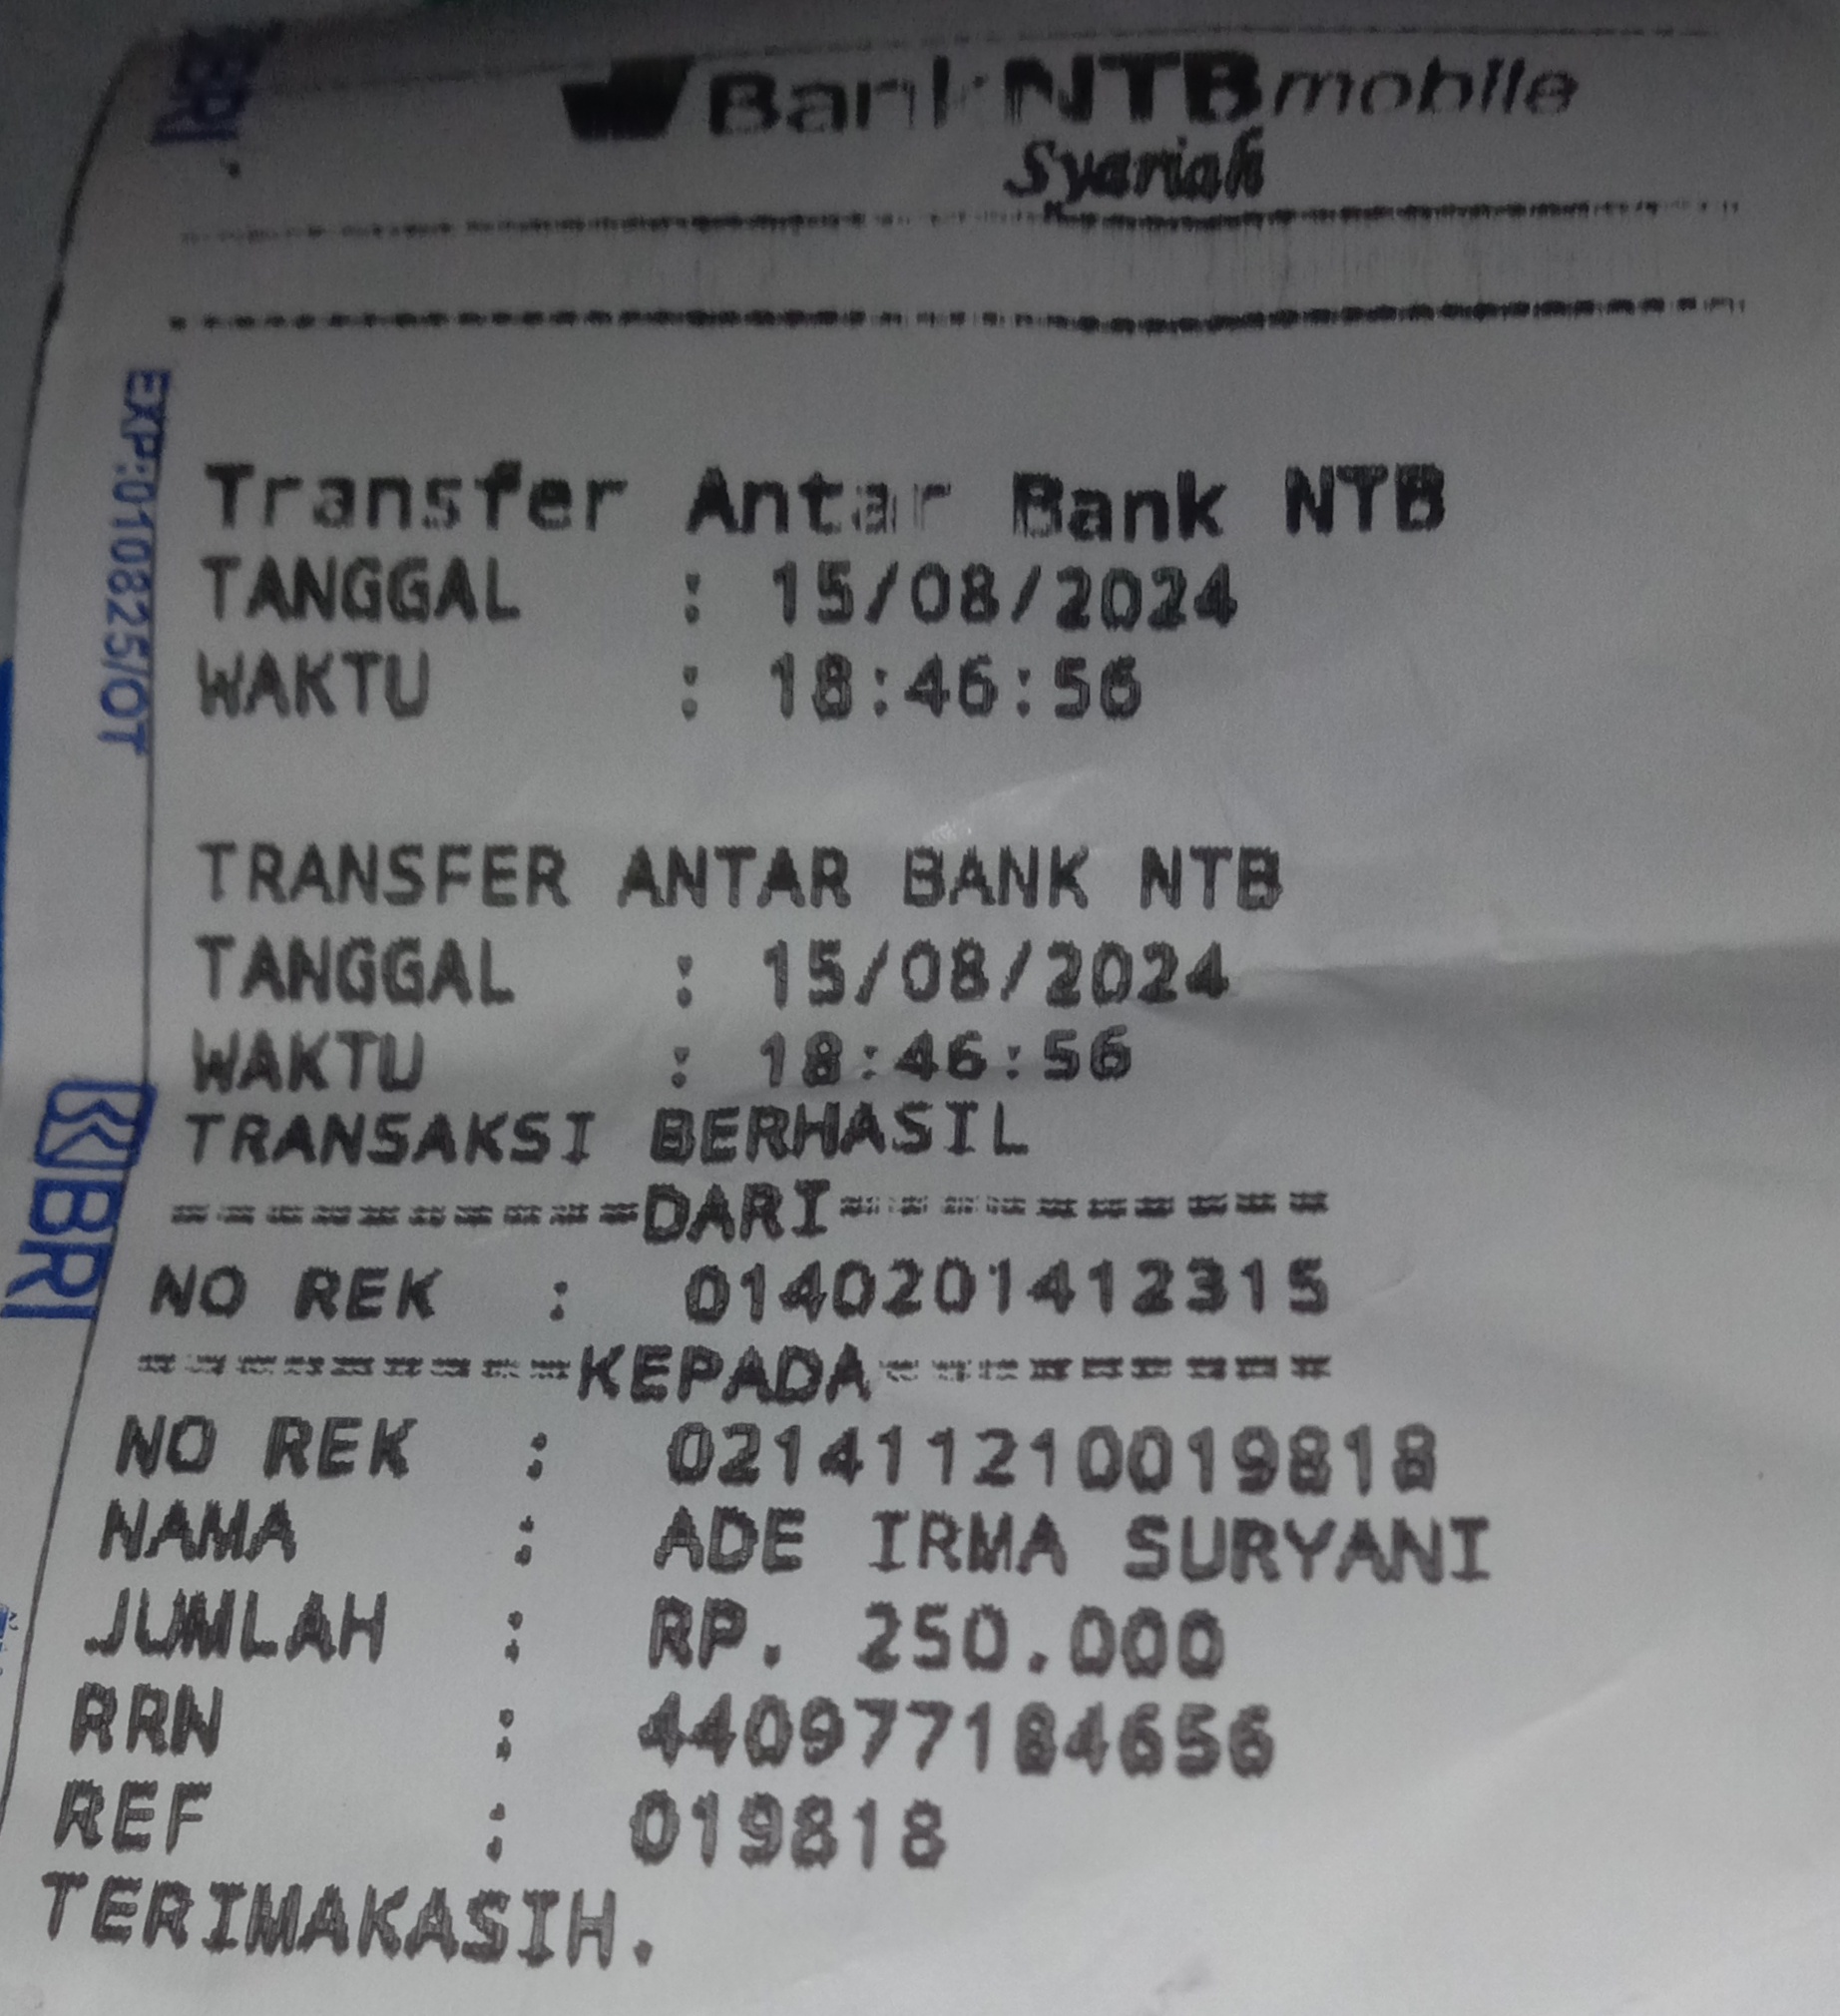 BRI
Bank NTB mobile
Syariah
EXP:010825/OT
Transfer Antar Bank NTB
TANGGAL : 15/08/2024
WAKTU : 18:46:56
TRANSFER ANTAR BANK NTB
TANGGAL : 15/08/2024
WAKTU : 18:46:56
TRANSAKSI BERHASIL
==========DARI==========
BRI
NO REK : 0140201412315
=========KEPADA=========
NO REK : 0214111210019818
NAMA : ADE IRMA SURYANI
JUMLAH : RP. 250.000
RRN : 440977184656
REF : 019818
TERIMAKASIH.